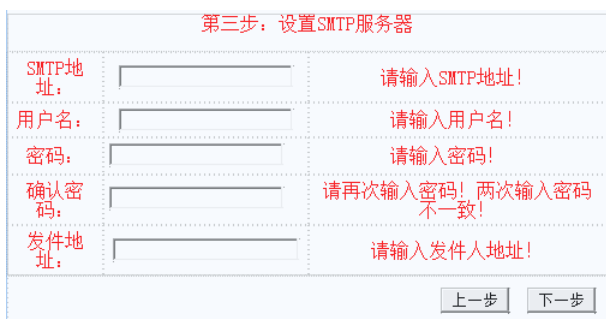 第三步：设置SMTP服务器
SMTP地
址：
请输入SMTP地址!
用户名：
请输入用户名!
密码：
请输入密码!
确认密
码：
请再次输入密码! 两次输入密码
不一致!
发件地
址：
请输入发件人地址!
上一步 下一步